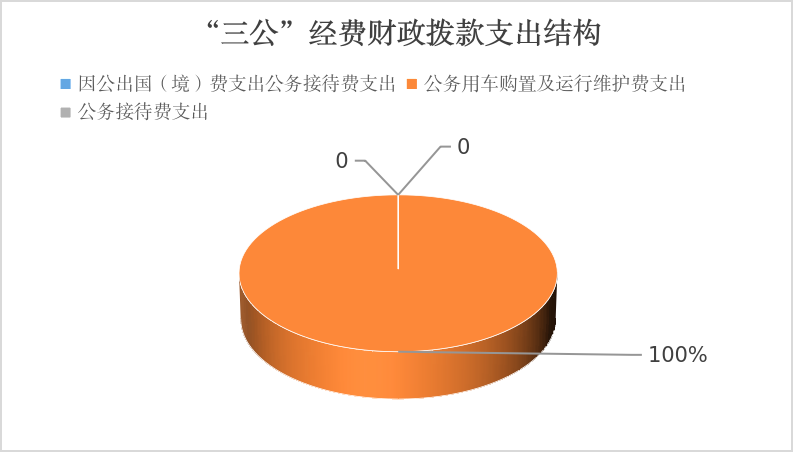 “三公”经费财政拨款支出结构
因公出国（境）费支出公务接待费支出 公务用车购置及运行维护费支出
公务接待费支出
0
0
100%